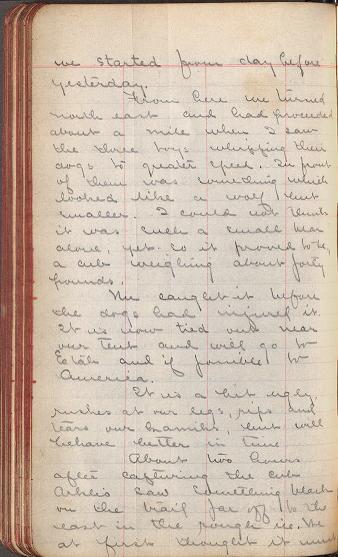 we started from day before
yesterday.
From here we turned
north east and had proceeded
about a mile when I saw
the three boys whipping their
dogs to greater speed. In front
of them was something which
looked like a wolf, but
smaller. I could not think
it was such a small bear
alone, yet so it proved to be,
a cub weighing about forty
pounds.
We caught it before
the dogs had injured it.
It is now tied out near
our tent and will go to
Etah and if possible to
America.
It is a bit ugly,
rushes at our legs, rips and
tears our kamiks, but will
behave better in time.
About two hours
after capturing the cub
saw something black
on the trail far off to the
east in the rough ice. We
at first thought it must